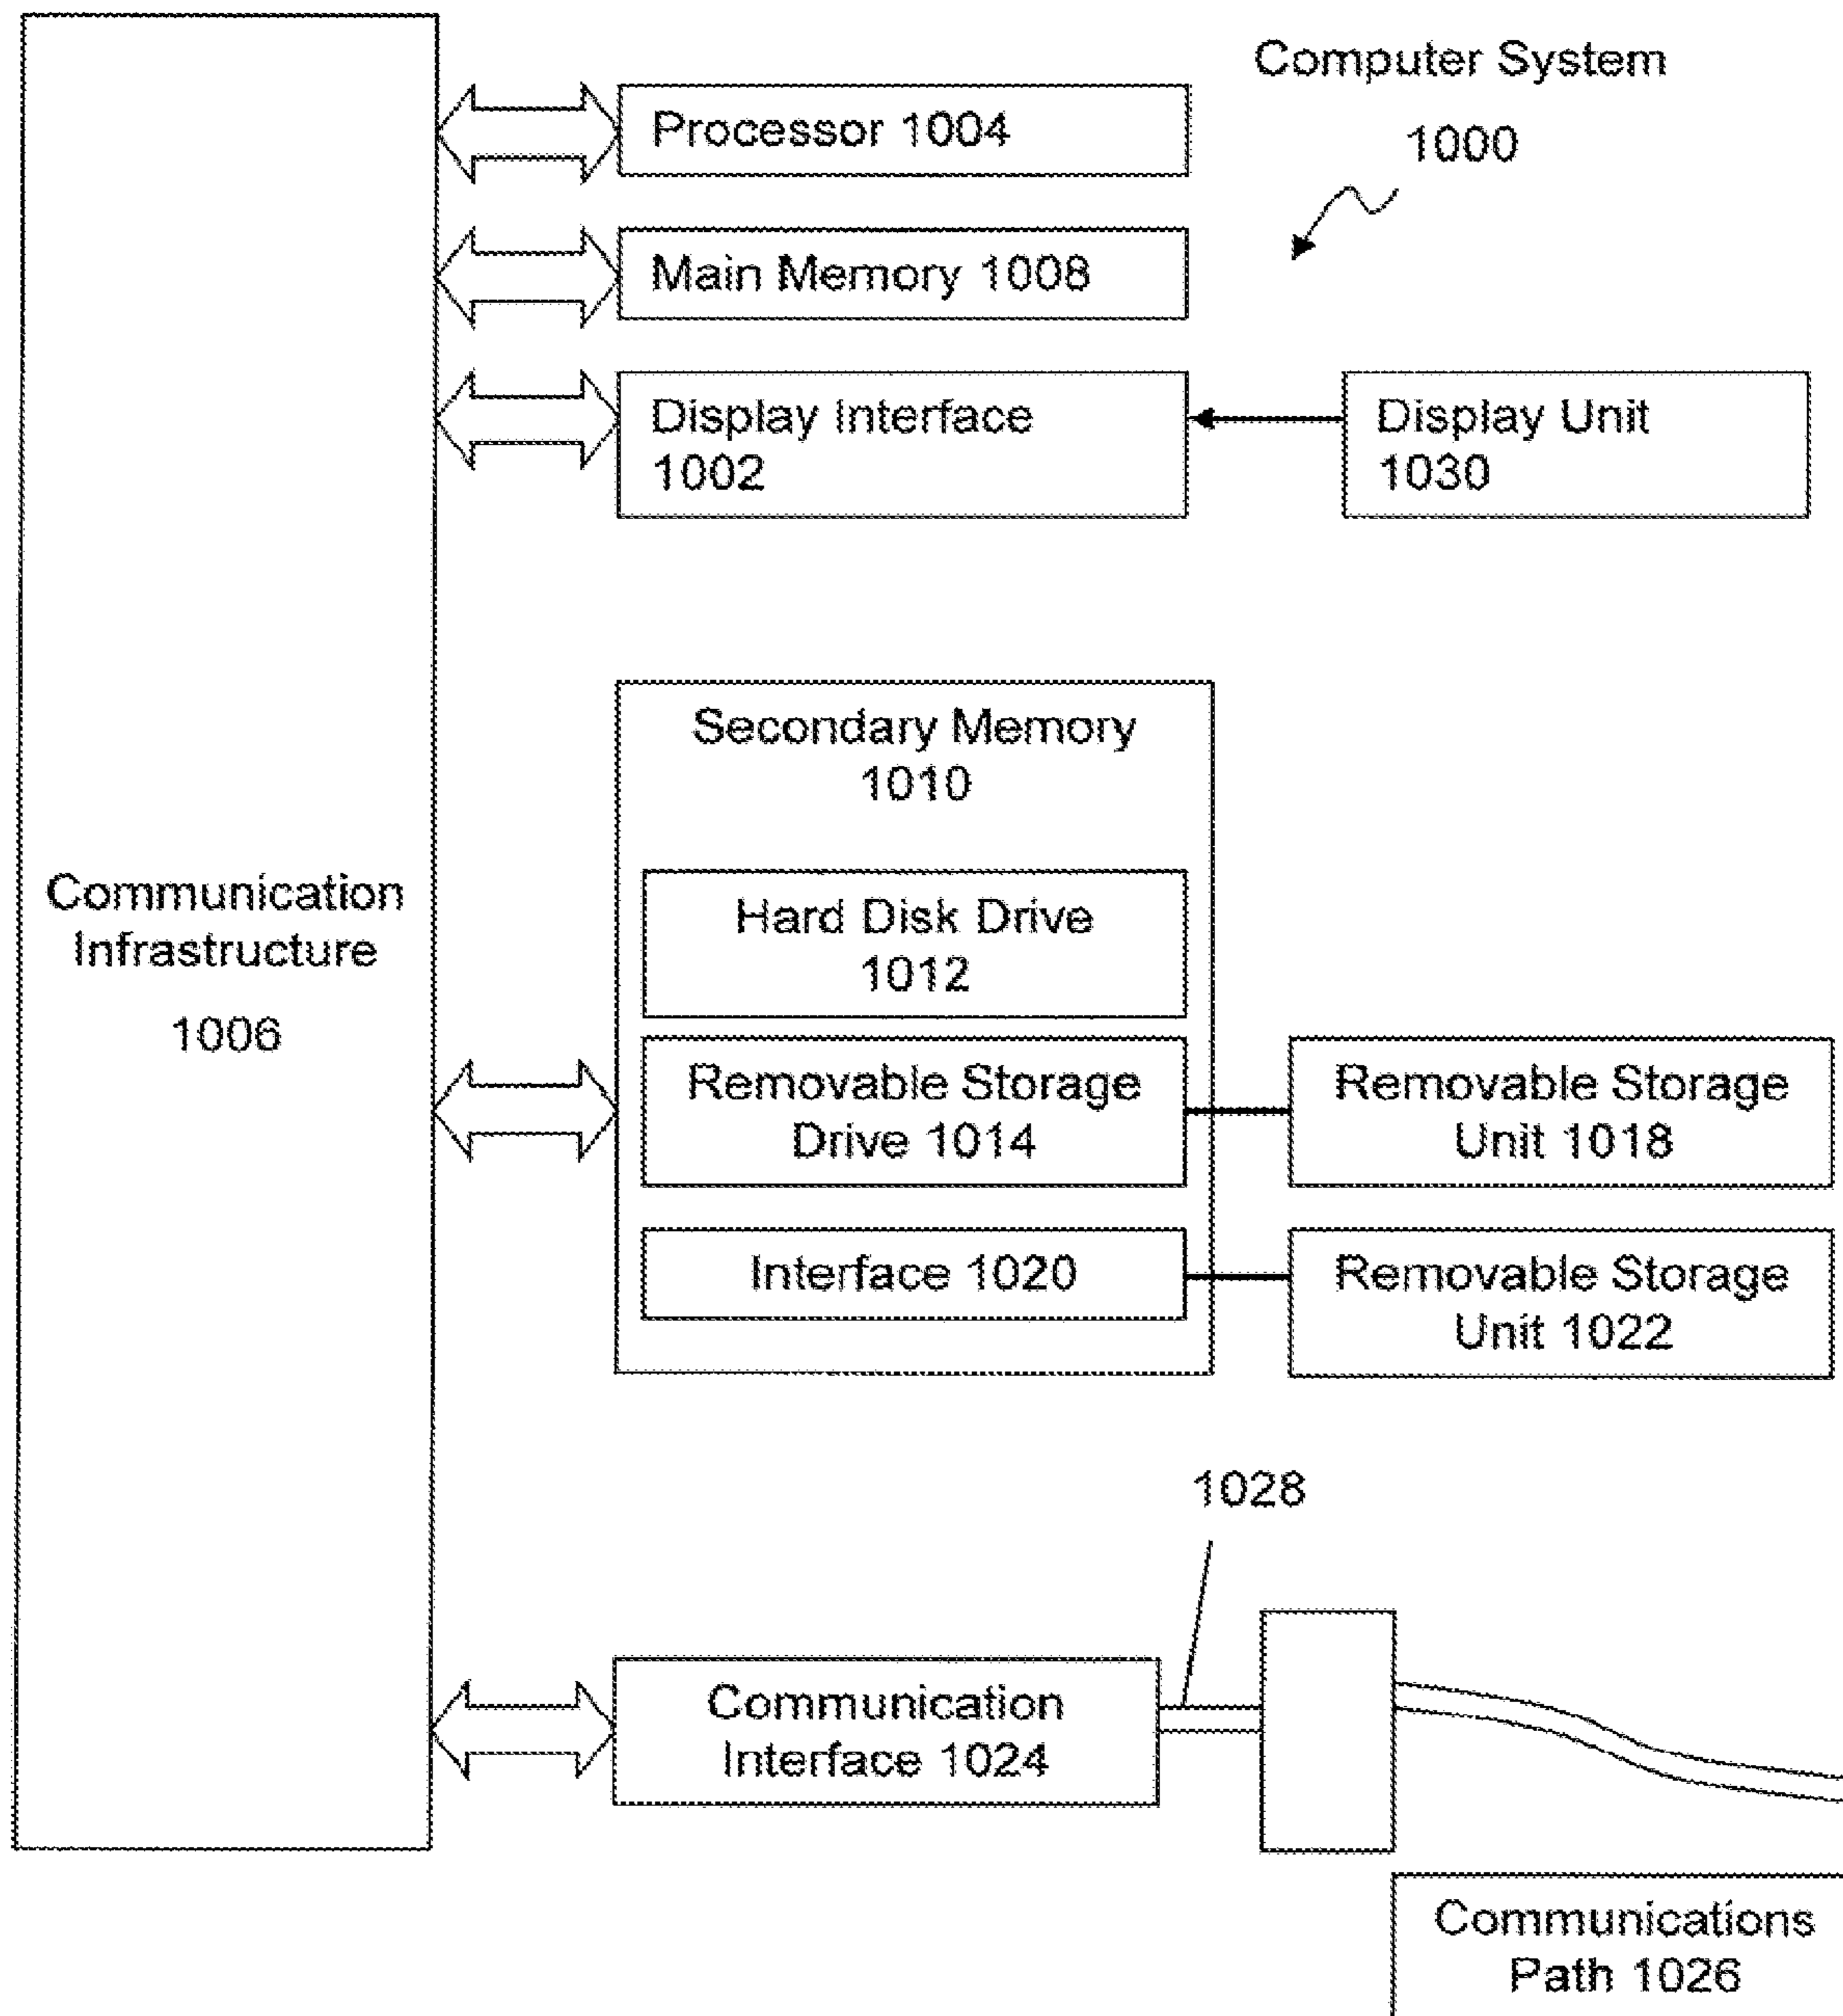 Computer System
1000
Processor 1004
Main Memory 1008
Display Interface
1002
Display Unit
1030
Secondary Memory
1010
Hard Disk Drive
1012
Communication
Infrastructure
1006
Removable Storage
Drive 1014
Removable Storage
Unit 1018
Interface 1020
Removable Storage
Unit 1022
1028
Communication
Interface 1024
Communications
Path 1026